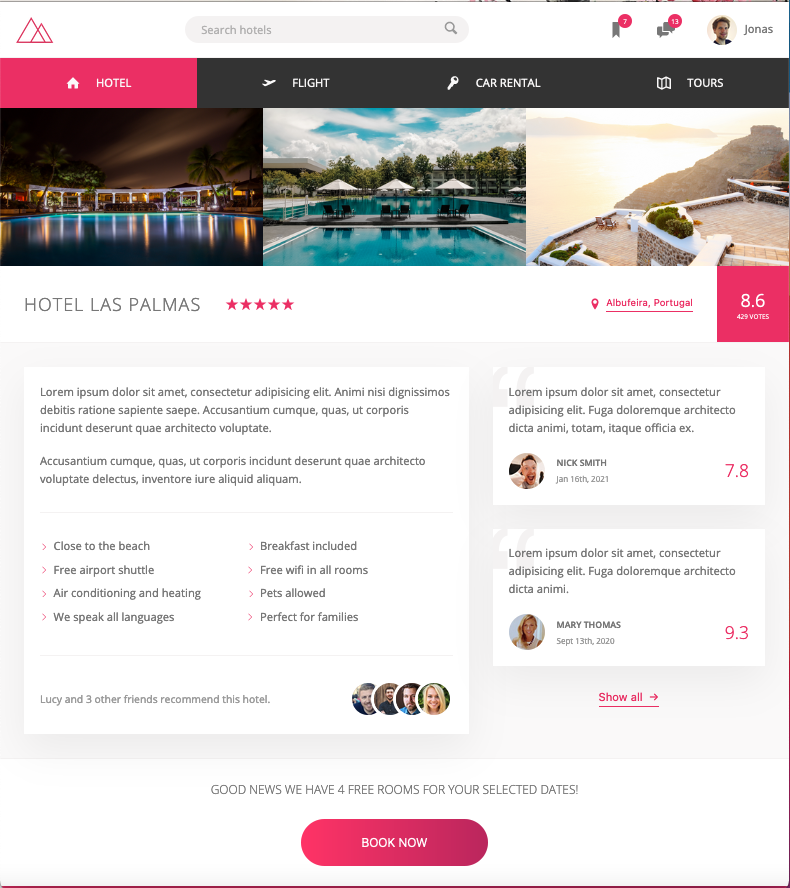 Search hotels
7
13
Jonas
HOTEL
FLIGHT
CAR RENTAL
TOURS
HOTEL LAS PALMAS
Albufeira, Portugal
8.6
429 VOTES
Lorem ipsum dolor sit amet, consectetur adipisicing elit. Animi nisi dignissimos
debitis ratione sapiente saepe. Accusantium cumque, quas, ut corporis
incidunt deserunt quae architecto voluptate.
Accusantium cumque, quas, ut corporis incidunt deserunt quae architecto
voluptate delectus, inventore iure aliquid aliquam.
Close to the beach
Free airport shuttle
Air conditioning and heating
We speak all languages
Breakfast included
Free wifi in all rooms
Pets allowed
Perfect for families
Lucy and 3 other friends recommend this hotel.
Lorem ipsum dolor sit amet, consectetur
adipisicing elit. Fuga doloremque architecto
dicta animi, totam, itaque officia ex.
NICK SMITH
Jan 16th, 2021
7.8
Lorem ipsum dolor sit amet, consectetur
adipisicing elit. Fuga doloremque architecto
dicta animi.
MARY THOMAS
Sept 13th, 2020
9.3
Show all →
GOOD NEWS WE HAVE 4 FREE ROOMS FOR YOUR SELECTED DATES!
BOOK NOW